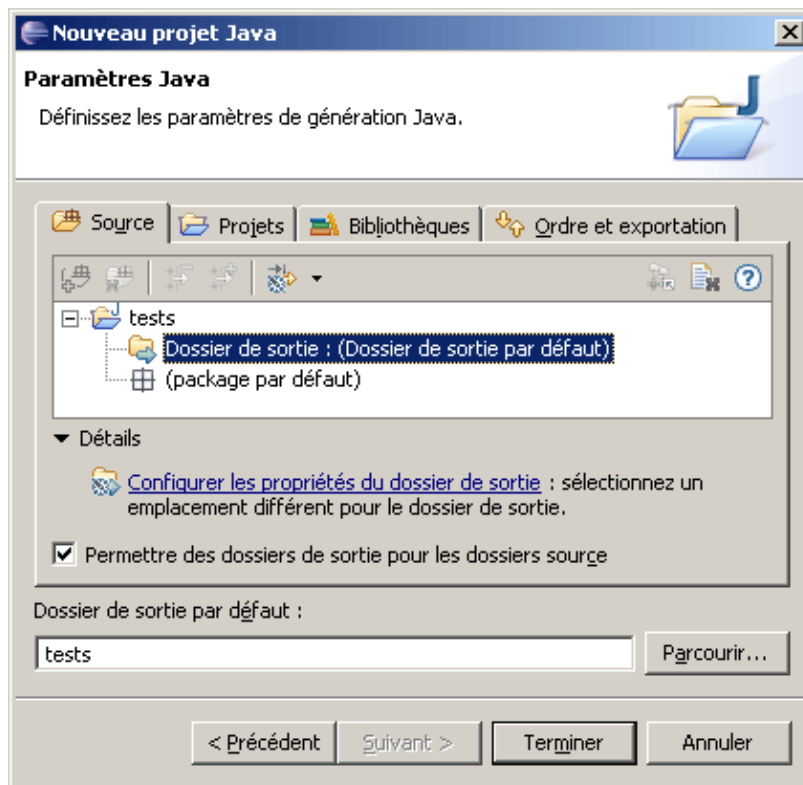 Nouveau projet Java
Paramètres Java
Définissez les paramètres de génération Java.
Source Projets Bibliothèques Ordre et exportation
tests
Dossier de sortie : (Dossier de sortie par défaut)
(package par défaut)
Détails
Configurer les propriétés du dossier de sortie : sélectionnez un
emplacement différent pour le dossier de sortie.
Permettre des dossiers de sortie pour les dossiers source
Dossier de sortie par défaut :
tests Parcourir...
< Précédent Suivant > Terminer Annuler